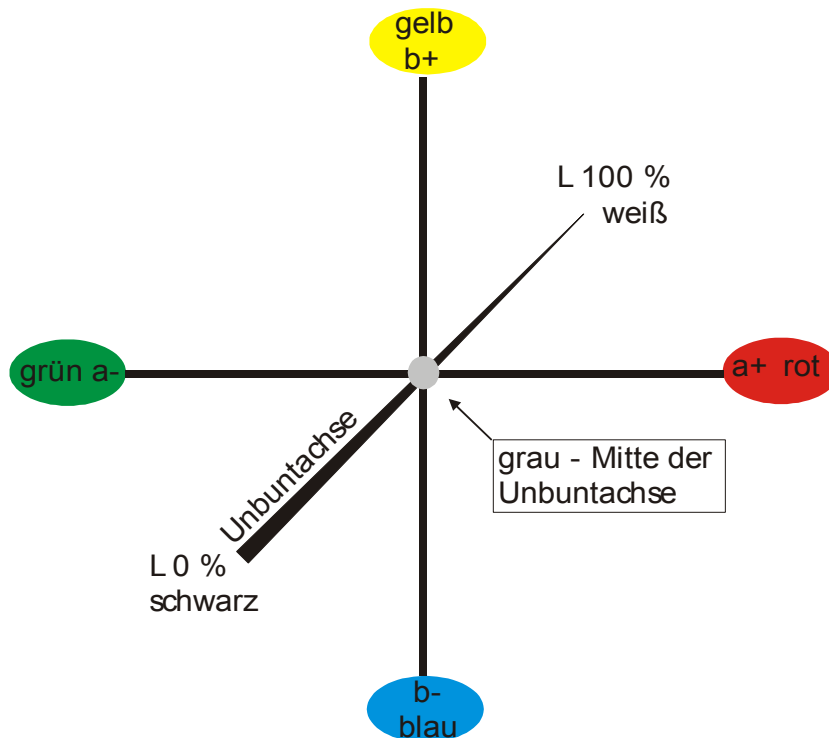 gelb
b+
L 100 %
weiß
grün a-
a+ rot
grau - Mitte der
Unbuntachse
Unbuntachse
L 0 %
schwarz
b-
blau